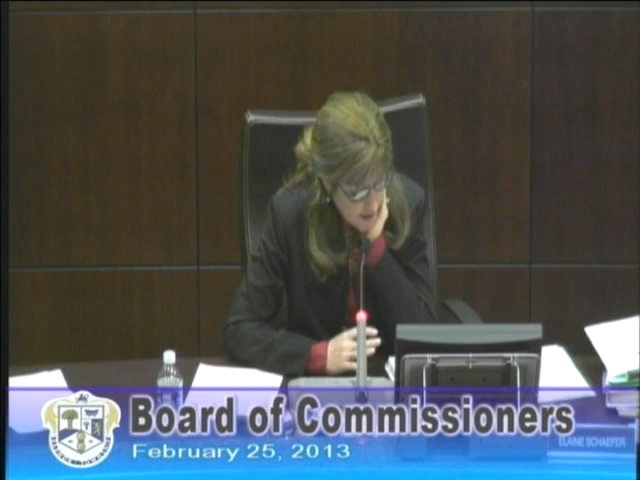 Board of Commissioners
ELAINE SCHAEFER
February 25, 2013